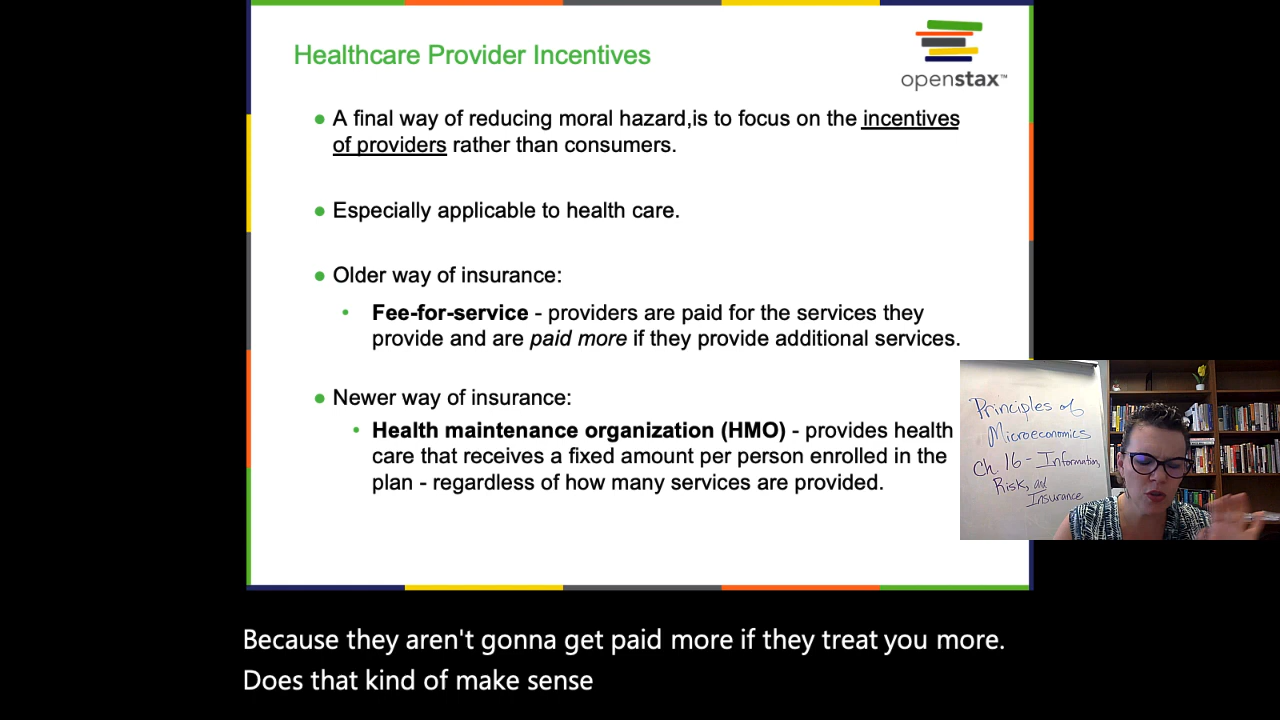 Healthcare Provider Incentives
openstax™
● A final way of reducing moral hazard,is to focus on the incentives
of providers rather than consumers.
● Especially applicable to health care.
● Older way of insurance:
• Fee-for-service - providers are paid for the services they
provide and are paid more if they provide additional services.
● Newer way of insurance:
• Health maintenance organization (HMO) - provides health
care that receives a fixed amount per person enrolled in the
plan - regardless of how many services are provided.
Principles of
Microeconomics
Ch 16 - Information,
Risk, and
Insurance
Because they aren't gonna get paid more if they treat you more.
Does that kind of make sense